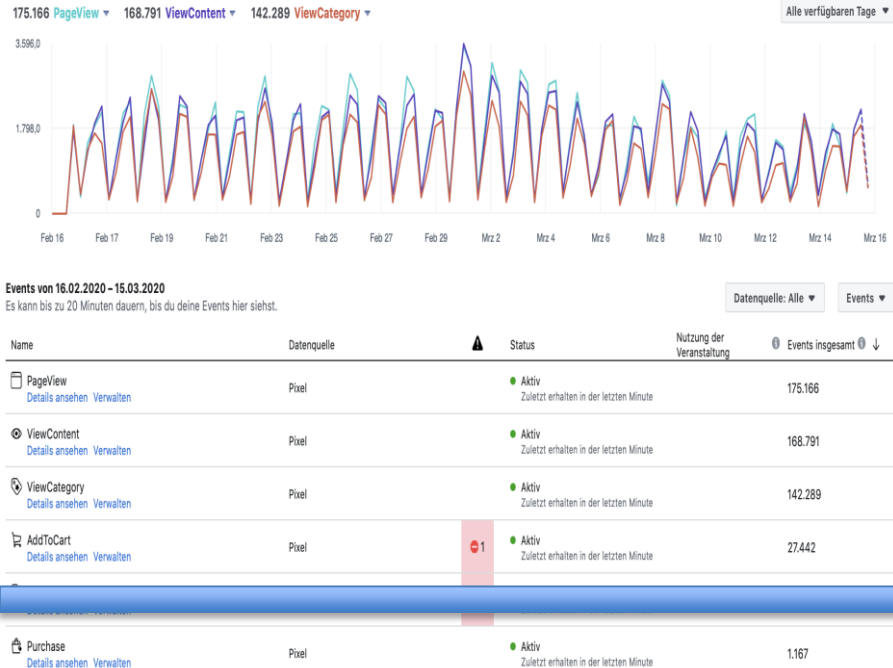 175.166 PageView 168.791 ViewContent 142.289 ViewCategory Alle verfügbaren Tage
3.596,0
1.798,0
0
Feb 16 Feb 17 Feb 19 Feb 21 Feb 23 Feb 25 Feb 27 Feb 29 Mrz 2 Mrz 4 Mrz 6 Mrz 8 Mrz 10 Mrz 12 Mrz 14 Mrz 16
Events von 16.02.2020 – 15.03.2020
Es kann bis zu 20 Minuten dauern, bis du deine Events hier siehst.
Datenquelle: Alle Events
Name Datenquelle Status Nutzung der Veranstaltung Events insgesamt
PageView
Details ansehen Verwalten
Pixel
Aktiv
Zuletzt erhalten in der letzten Minute
175.166
ViewContent
Details ansehen Verwalten
Pixel
Aktiv
Zuletzt erhalten in der letzten Minute
168.791
ViewCategory
Details ansehen Verwalten
Pixel
Aktiv
Zuletzt erhalten in der letzten Minute
142.289
AddToCart
Details ansehen Verwalten
Pixel
1
Aktiv
Zuletzt erhalten in der letzten Minute
27.442
Purchase
Details ansehen Verwalten
Pixel
Aktiv
Zuletzt erhalten in der letzten Minute
1.167